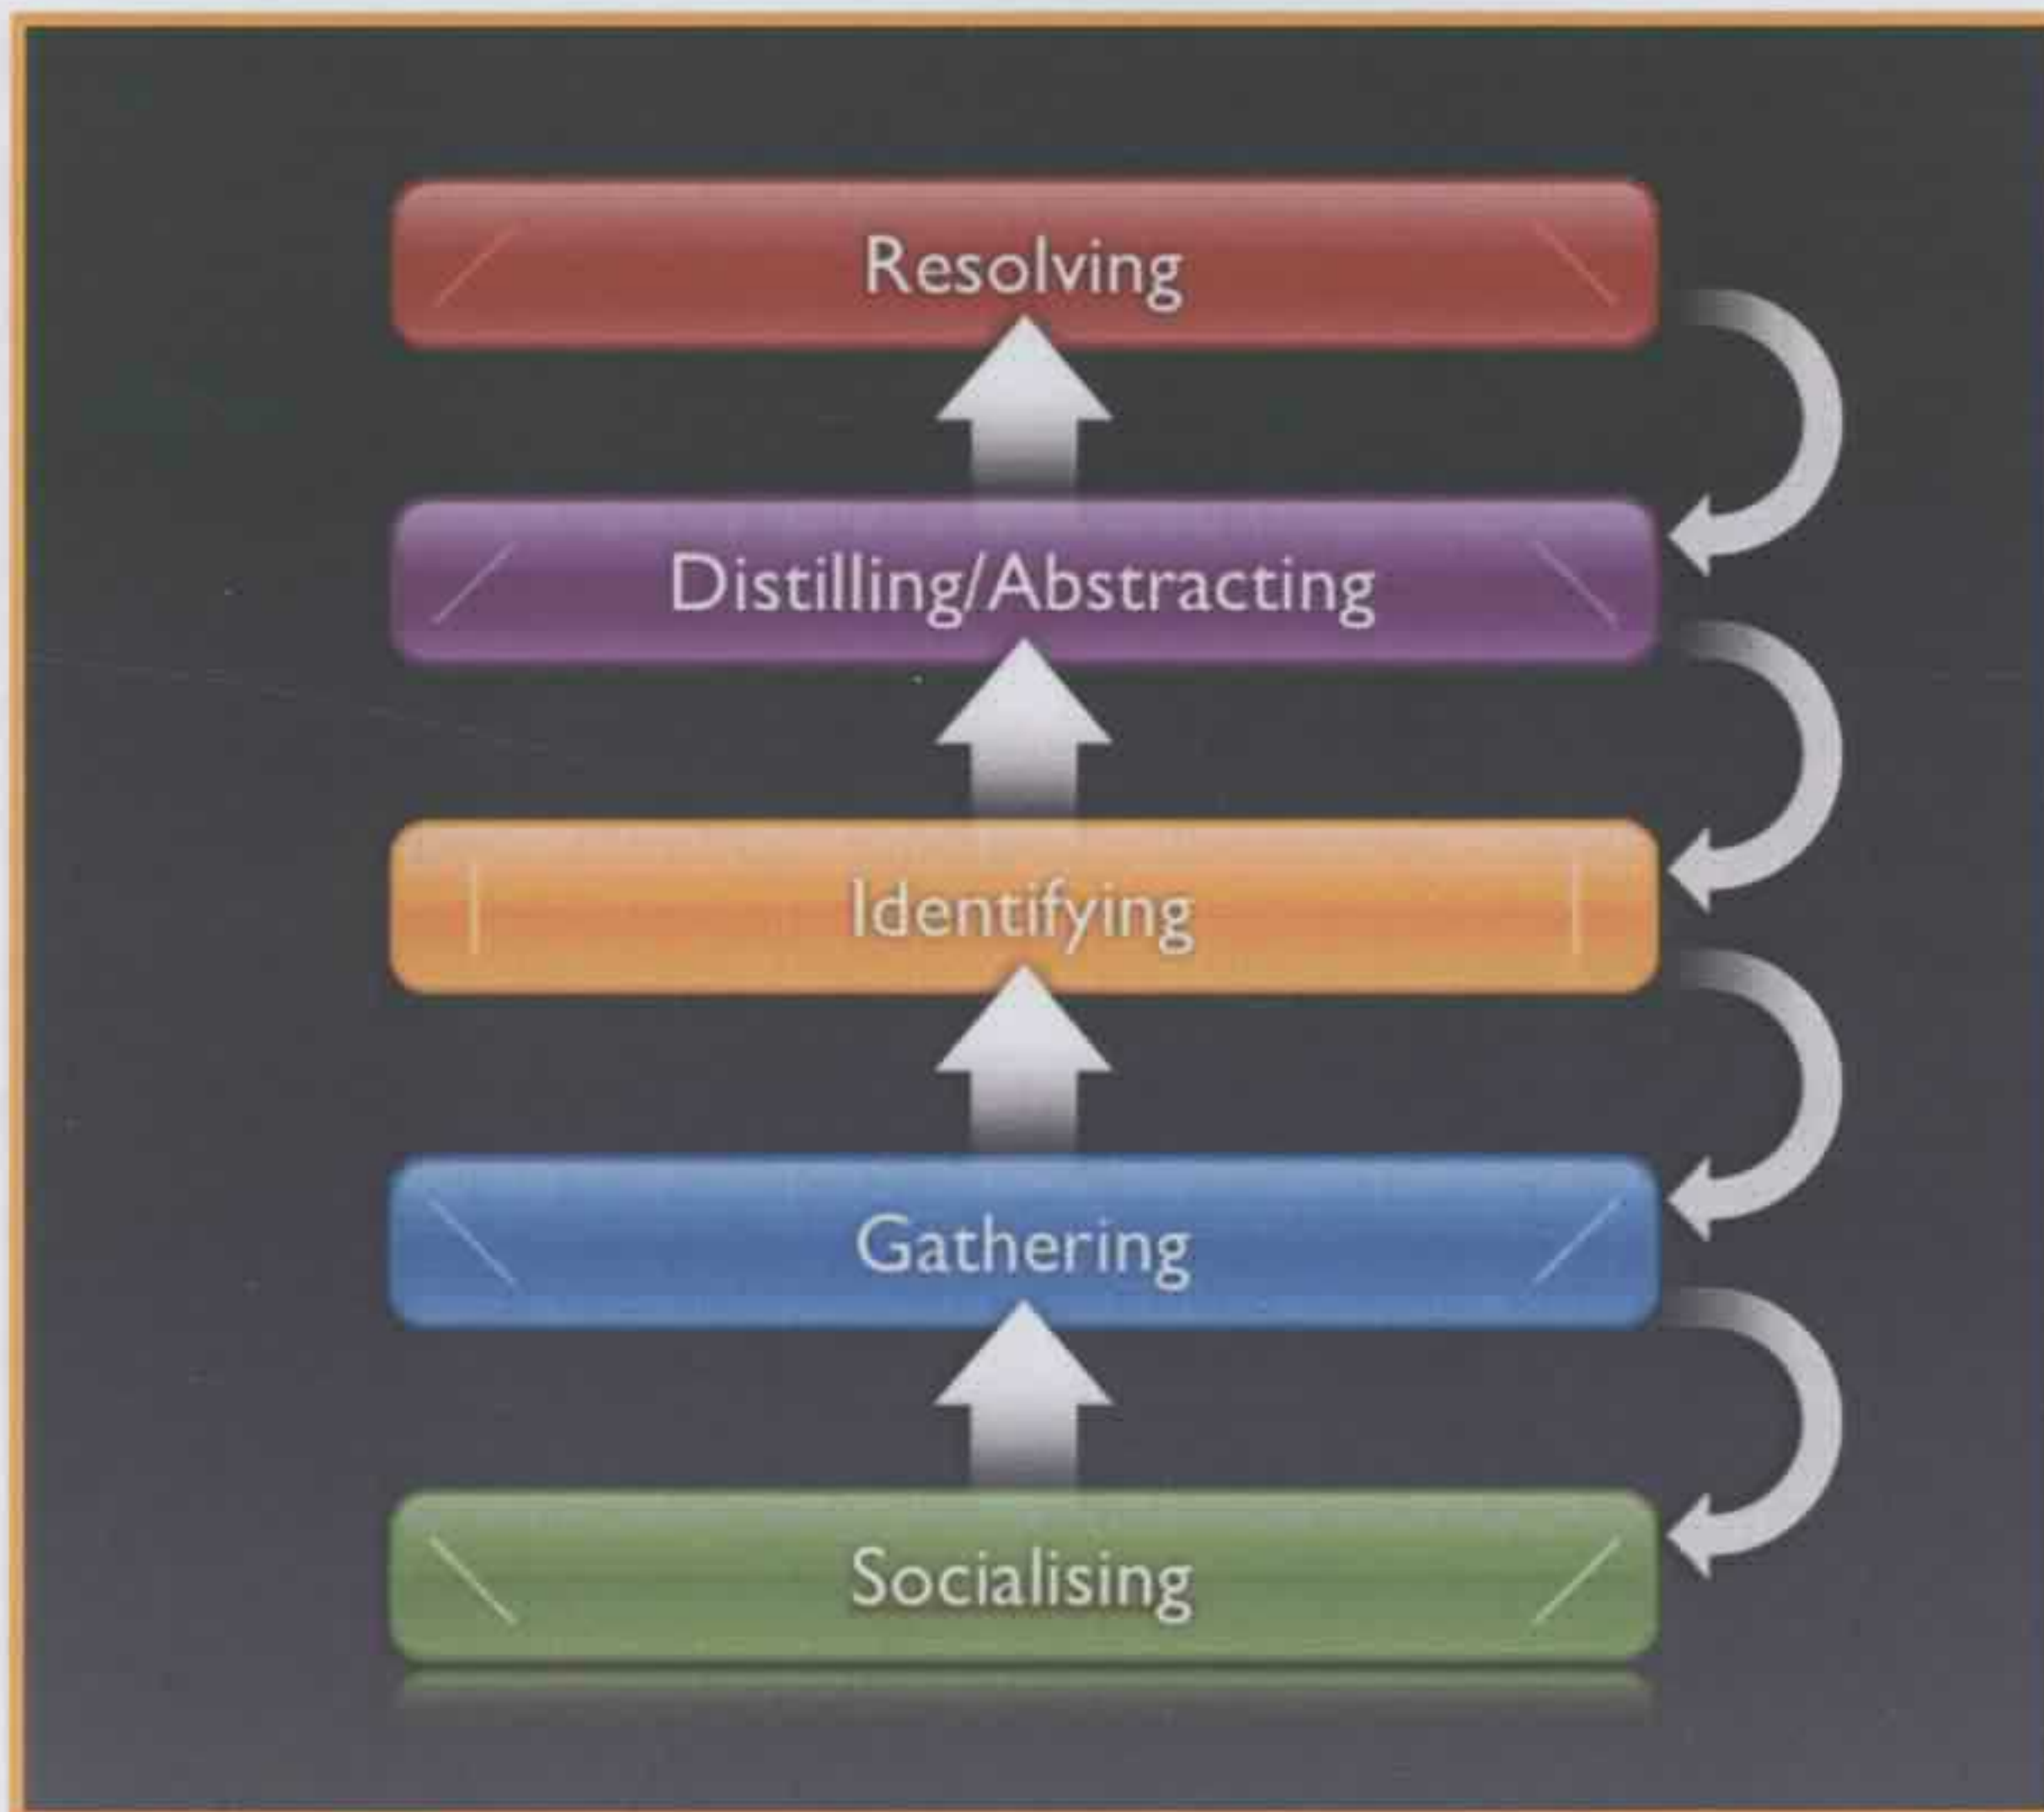 Resolving
Distilling/Abstracting
Identifying
Gathering
Socialising